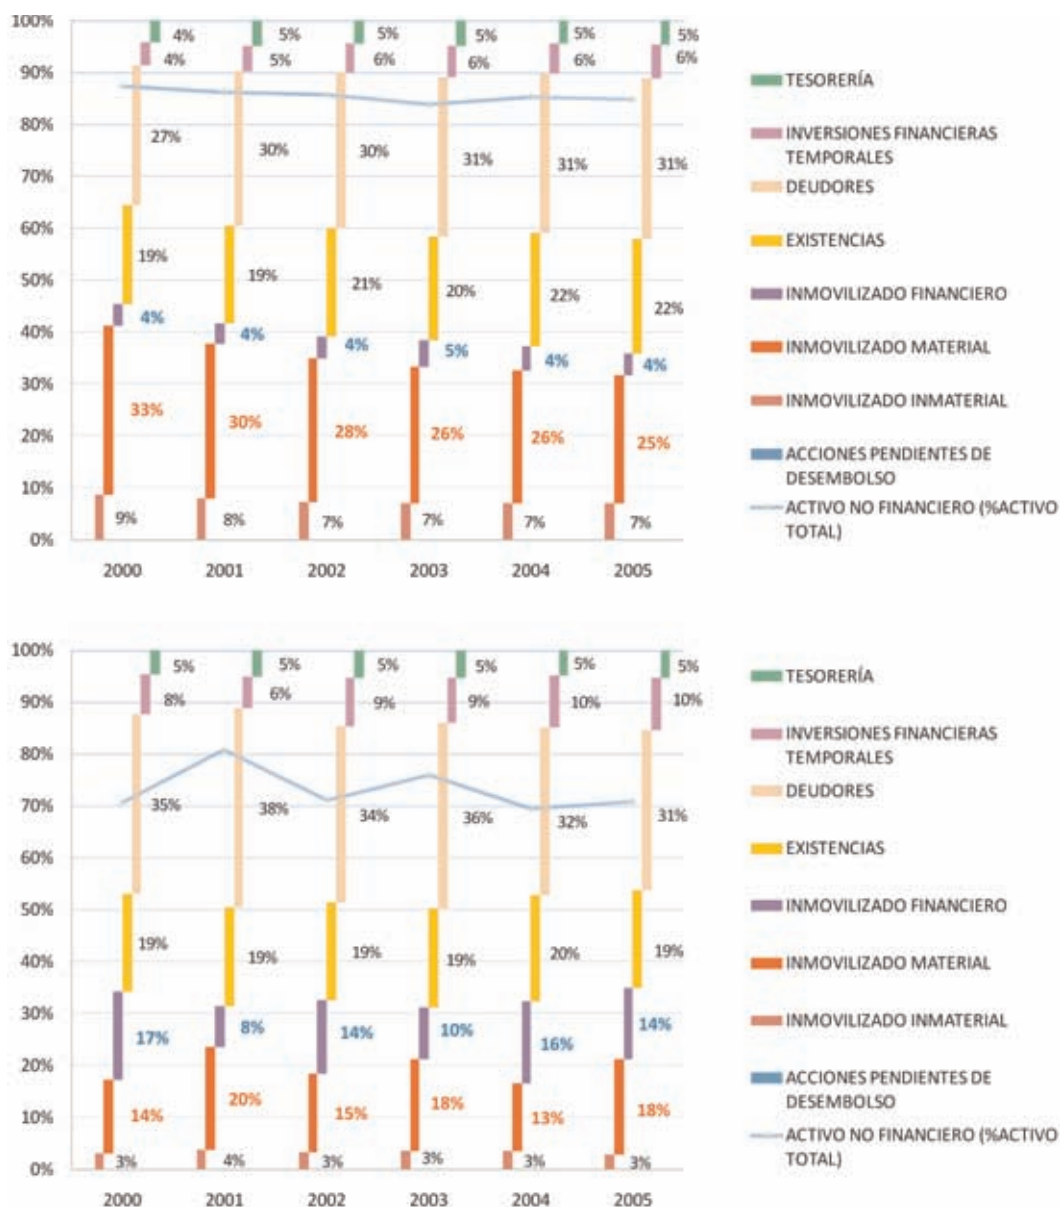 100%
90%
80%
70%
60%
50%
40%
30%
20%
10%
0%
4% 5% 5% 5% 5% 5%
4% 5% 6% 6% 6% 6%
27% 30% 30% 31% 31% 31%
19% 19% 21% 20% 22% 22%
4% 4% 4% 5% 4% 4%
33% 30% 28% 26% 26% 25%
9% 8% 7% 7% 7% 7%
2000 2001 2002 2003 2004 2005
TESORERÍA
INVERSIONES FINANCIERAS
TEMPORALES
DEUDORES
EXISTENCIAS
INMOVILIZADO FINANCIERO
INMOVILIZADO MATERIAL
INMOVILIZADO INMATERIAL
ACCIONES PENDIENTES DE
DESEMBOLSO
ACTIVO NO FINANCIERO (%ACTIVO
TOTAL)
100%
90%
80%
70%
60%
50%
40%
30%
20%
10%
0%
5% 5% 5% 5% 5% 5%
8% 6% 9% 9% 10% 10%
35% 38% 34% 36% 32% 31%
19% 19% 19% 19% 20% 19%
17% 8% 14% 10% 16% 14%
14% 20% 15% 18% 13% 18%
3% 4% 3% 3% 3% 3%
2000 2001 2002 2003 2004 2005
TESORERÍA
INVERSIONES FINANCIERAS
TEMPORALES
DEUDORES
EXISTENCIAS
INMOVILIZADO FINANCIERO
INMOVILIZADO MATERIAL
INMOVILIZADO INMATERIAL
ACCIONES PENDIENTES DE
DESEMBOLSO
ACTIVO NO FINANCIERO (%ACTIVO
TOTAL)